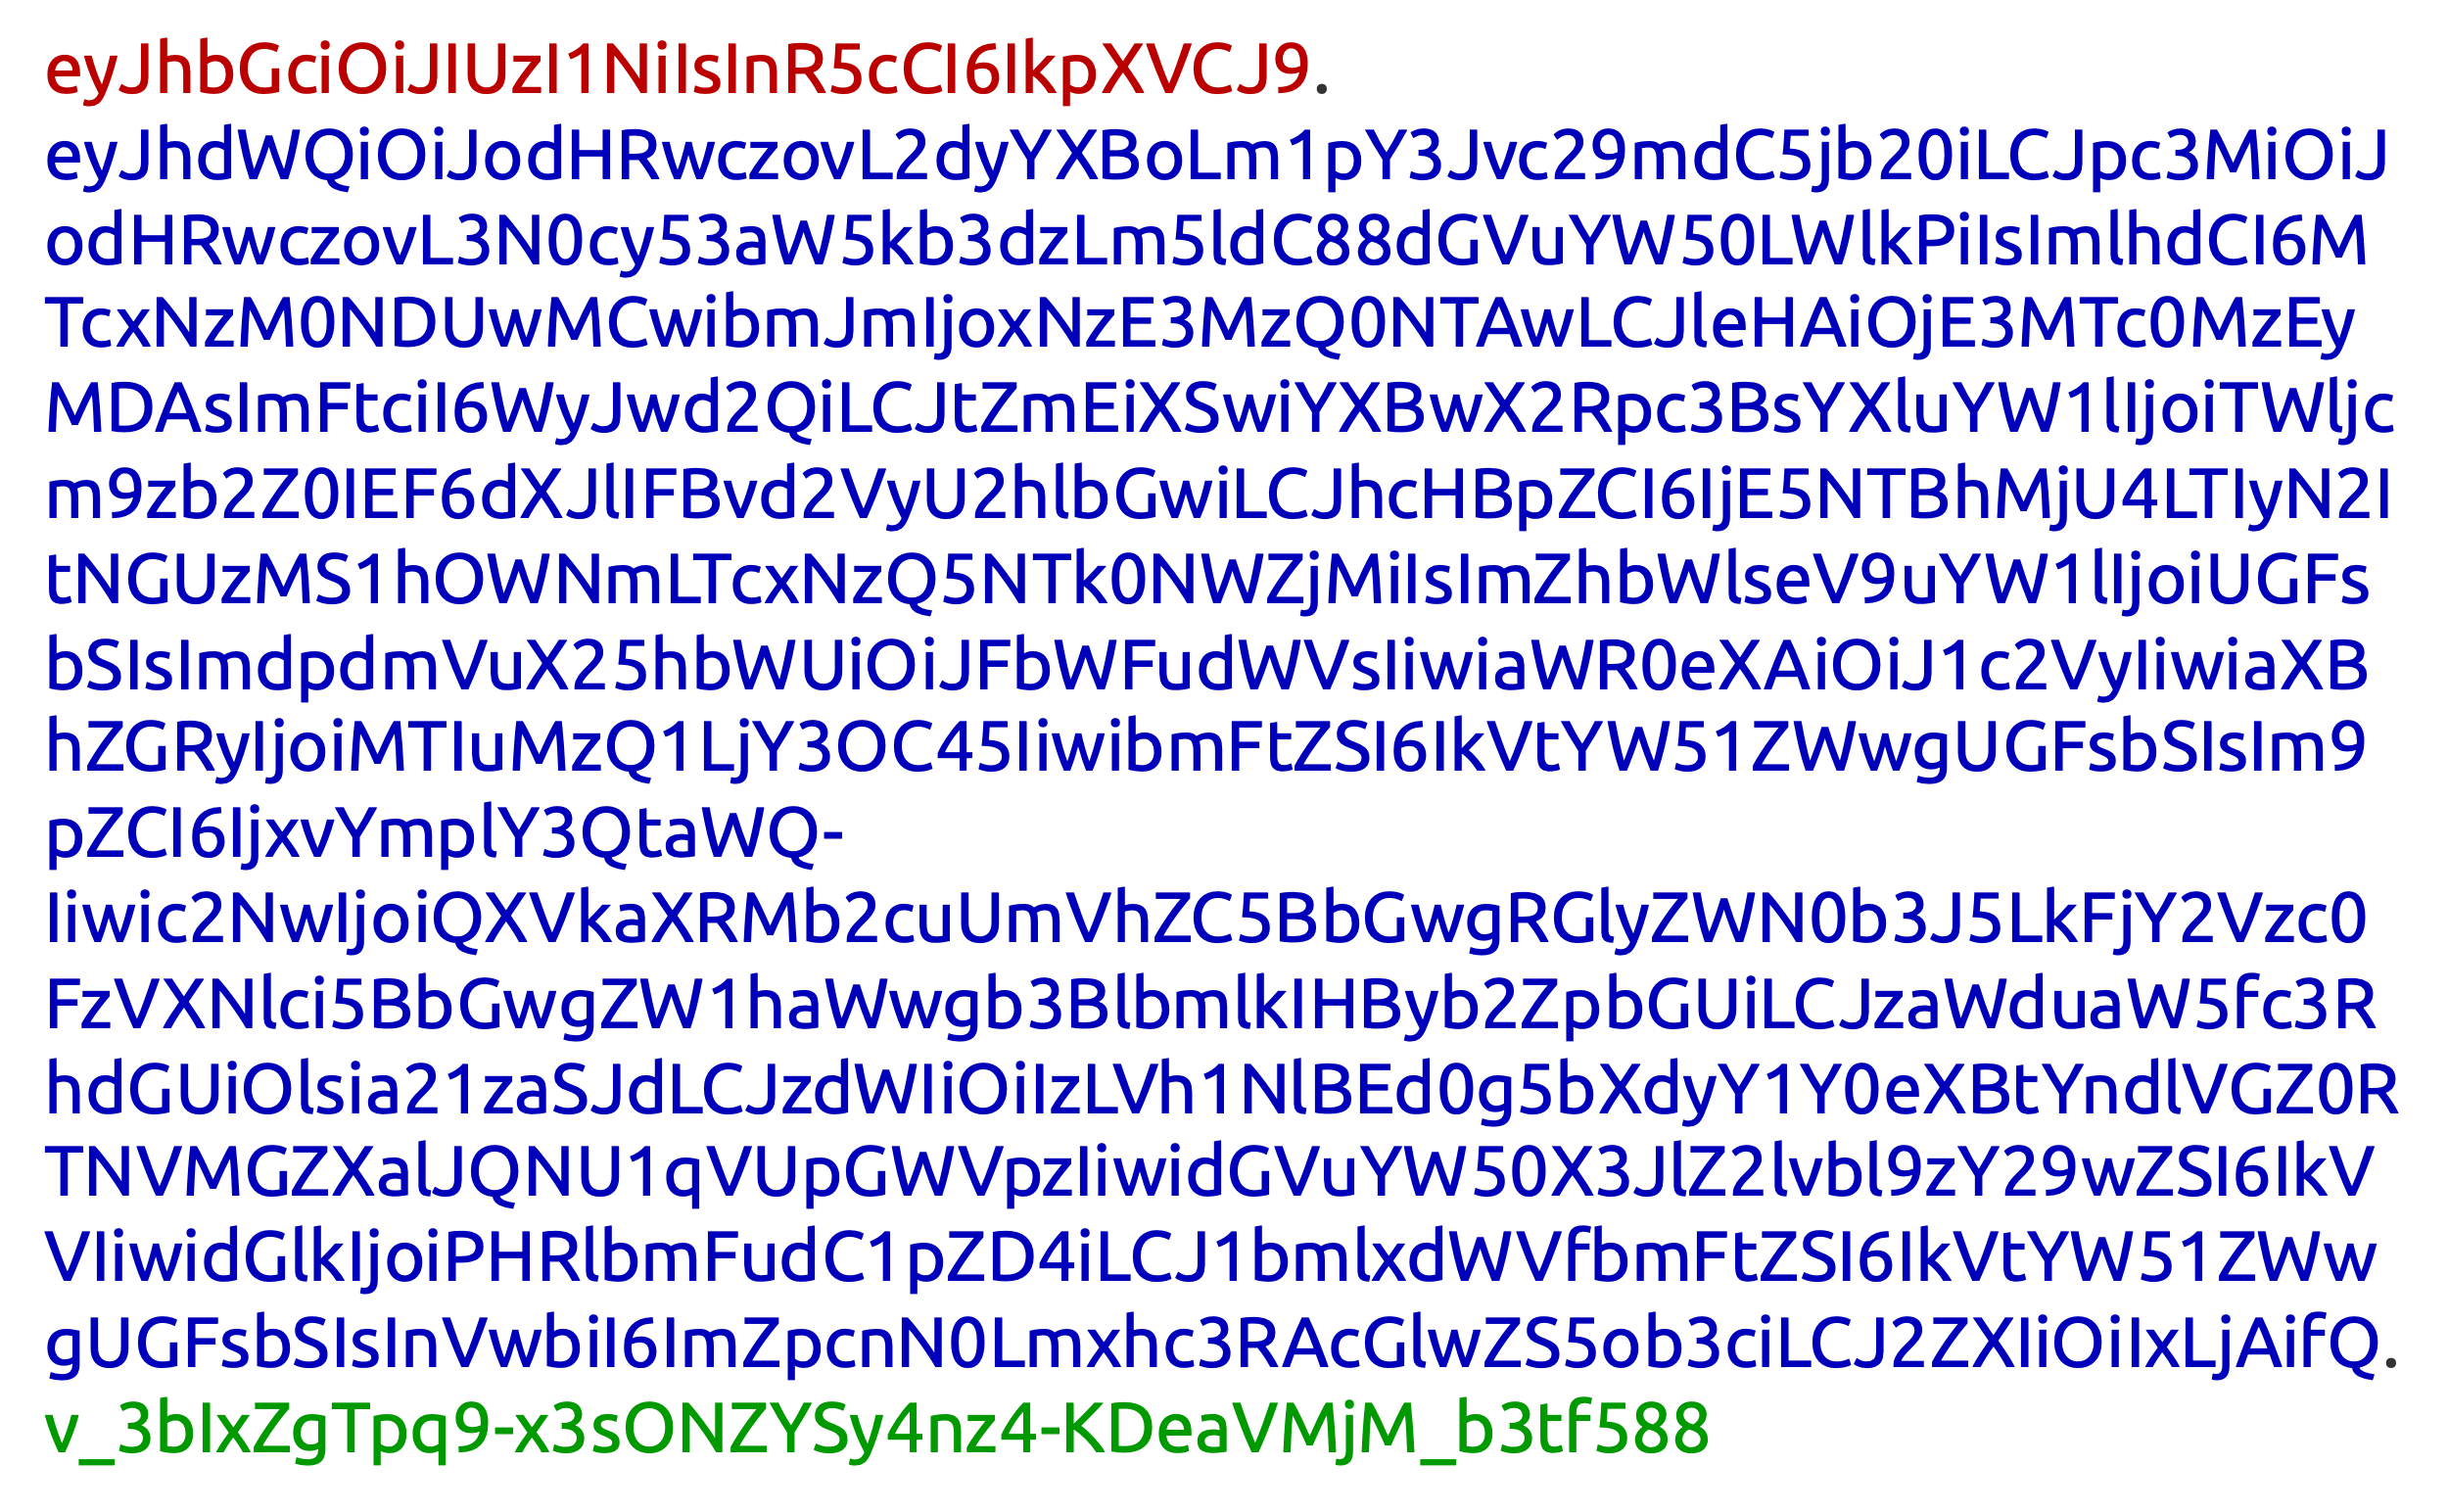 eyJhbGciOiJIUzI1NiIsInR5cCI6IkpXVCJ9.
eyJhdWQiOiJodHRwczovL2dyYXBoLm1pY3Jvc29mdC5jb20iLCJpc3MiOiJ
odHRwczovL3N0cy53aW5kb3dzLm5ldC88dGVuYW50LWlkPiIsImlhdCI6M
TcxNzM0NDUwMCwibmJmIjoxNzE3MzQ0NTAwLCJleHAiOjE3MTc0MzEy
MDAsImFtciI6WyJwd2QiLCJtZmEiXSwiYXBwX2Rpc3BsYXluYW1lIjoiTWljc
m9zb2Z0IEF6dXJlIFBvd2VyU2hlbGwiLCJhcHBpZCI6IjE5NTBhMjU4LTIyN2I
tNGUzMS1hOWNmLTcxNzQ5NTk0NWZjMiIsImZhbWlseV9uYW1lIjoiUGFs
bSIsImdpdmVuX25hbWUiOiJFbWFudWVsIiwiaWR0eXAiOiJ1c2VyIiwiaXB
hZGRyIjoiMTIuMzQ1LjY3OC45IiwibmFtZSI6IkVtYW51ZWwgUGFsbSIsIm9
pZCI6IjxvYmplY3QtaWQ-
Iiwic2NwIjoiQXVkaXRMb2cuUmVhZC5BbGwgRGlyZWN0b3J5LkFjY2Vzc0
FzVXNlci5BbGwgZW1haWwgb3BlbmlkIHByb2ZpbGUiLCJzaWduaW5fc3R
hdGUiOlsia21zaSJdLCJzdWIiOiIzLVh1NlBEd0g5bXdyY1Y0eXBtYndlVGZ0R
TNVMGZXaljQNU1qVUpGWVpzIiwidGVuYW50X3JlZ2lvbl9zY29wZSI6IkV
VIiwidGlkIjoiPHRlbmFudC1pZD4iLCJ1bmlxdWVfbmFtZSI6IkVtYW51ZWw
gUGFsbSIsInVwbiI6ImZpcnN0Lmxhc3RAcGlwZS5ob3ciLCJ2ZXIiOiIxLjAifQ.
v_3bIxZgTpq9-x3sONZYSy4nz4-KDeaVMjM_b3tf588